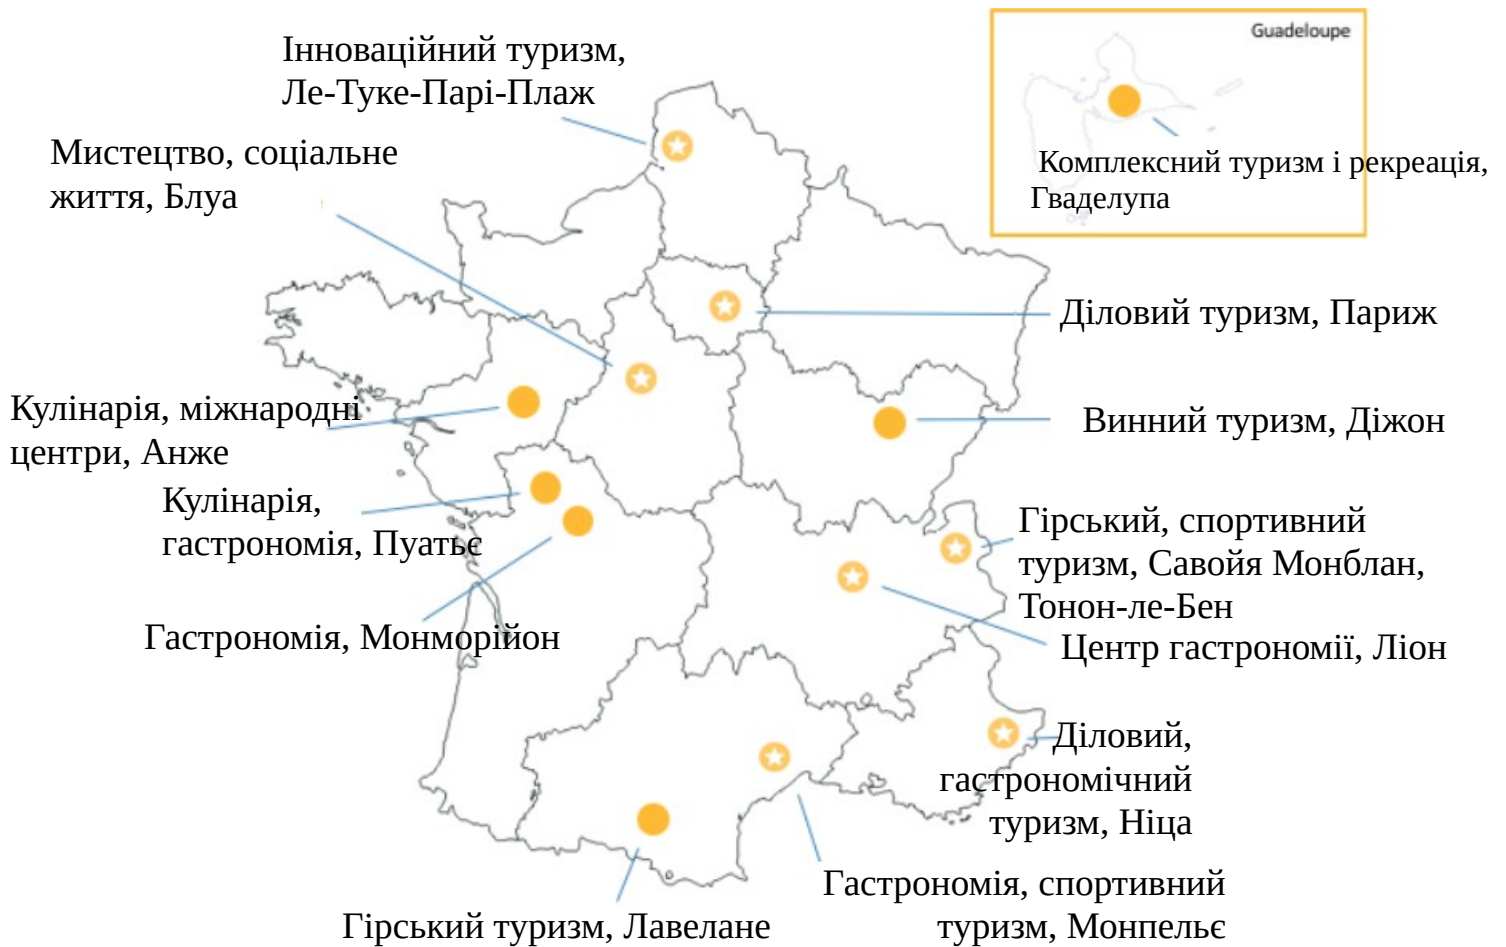 Інноваційний туризм,
Ле-Туке-Парі-Плаж
Guadeloupe
Комплексний туризм і рекреація,
Гваделупа
Мистецтво, соціальне
життя, Блуа
Діловий туризм, Париж
Кулінарія, міжнародні
центри, Анже
Винний туризм, Діжон
Кулінарія,
гастрономія, Пуатьє
Гірський, спортивний
туризм, Савойя Монблан,
Тонон-ле-Бен
Гастрономія, Монморійон
Центр гастрономії, Ліон
Діловий,
гастрономічний
туризм, Ніца
Гастрономія, спортивний
туризм, Монпельє
Гірський туризм, Лавелане